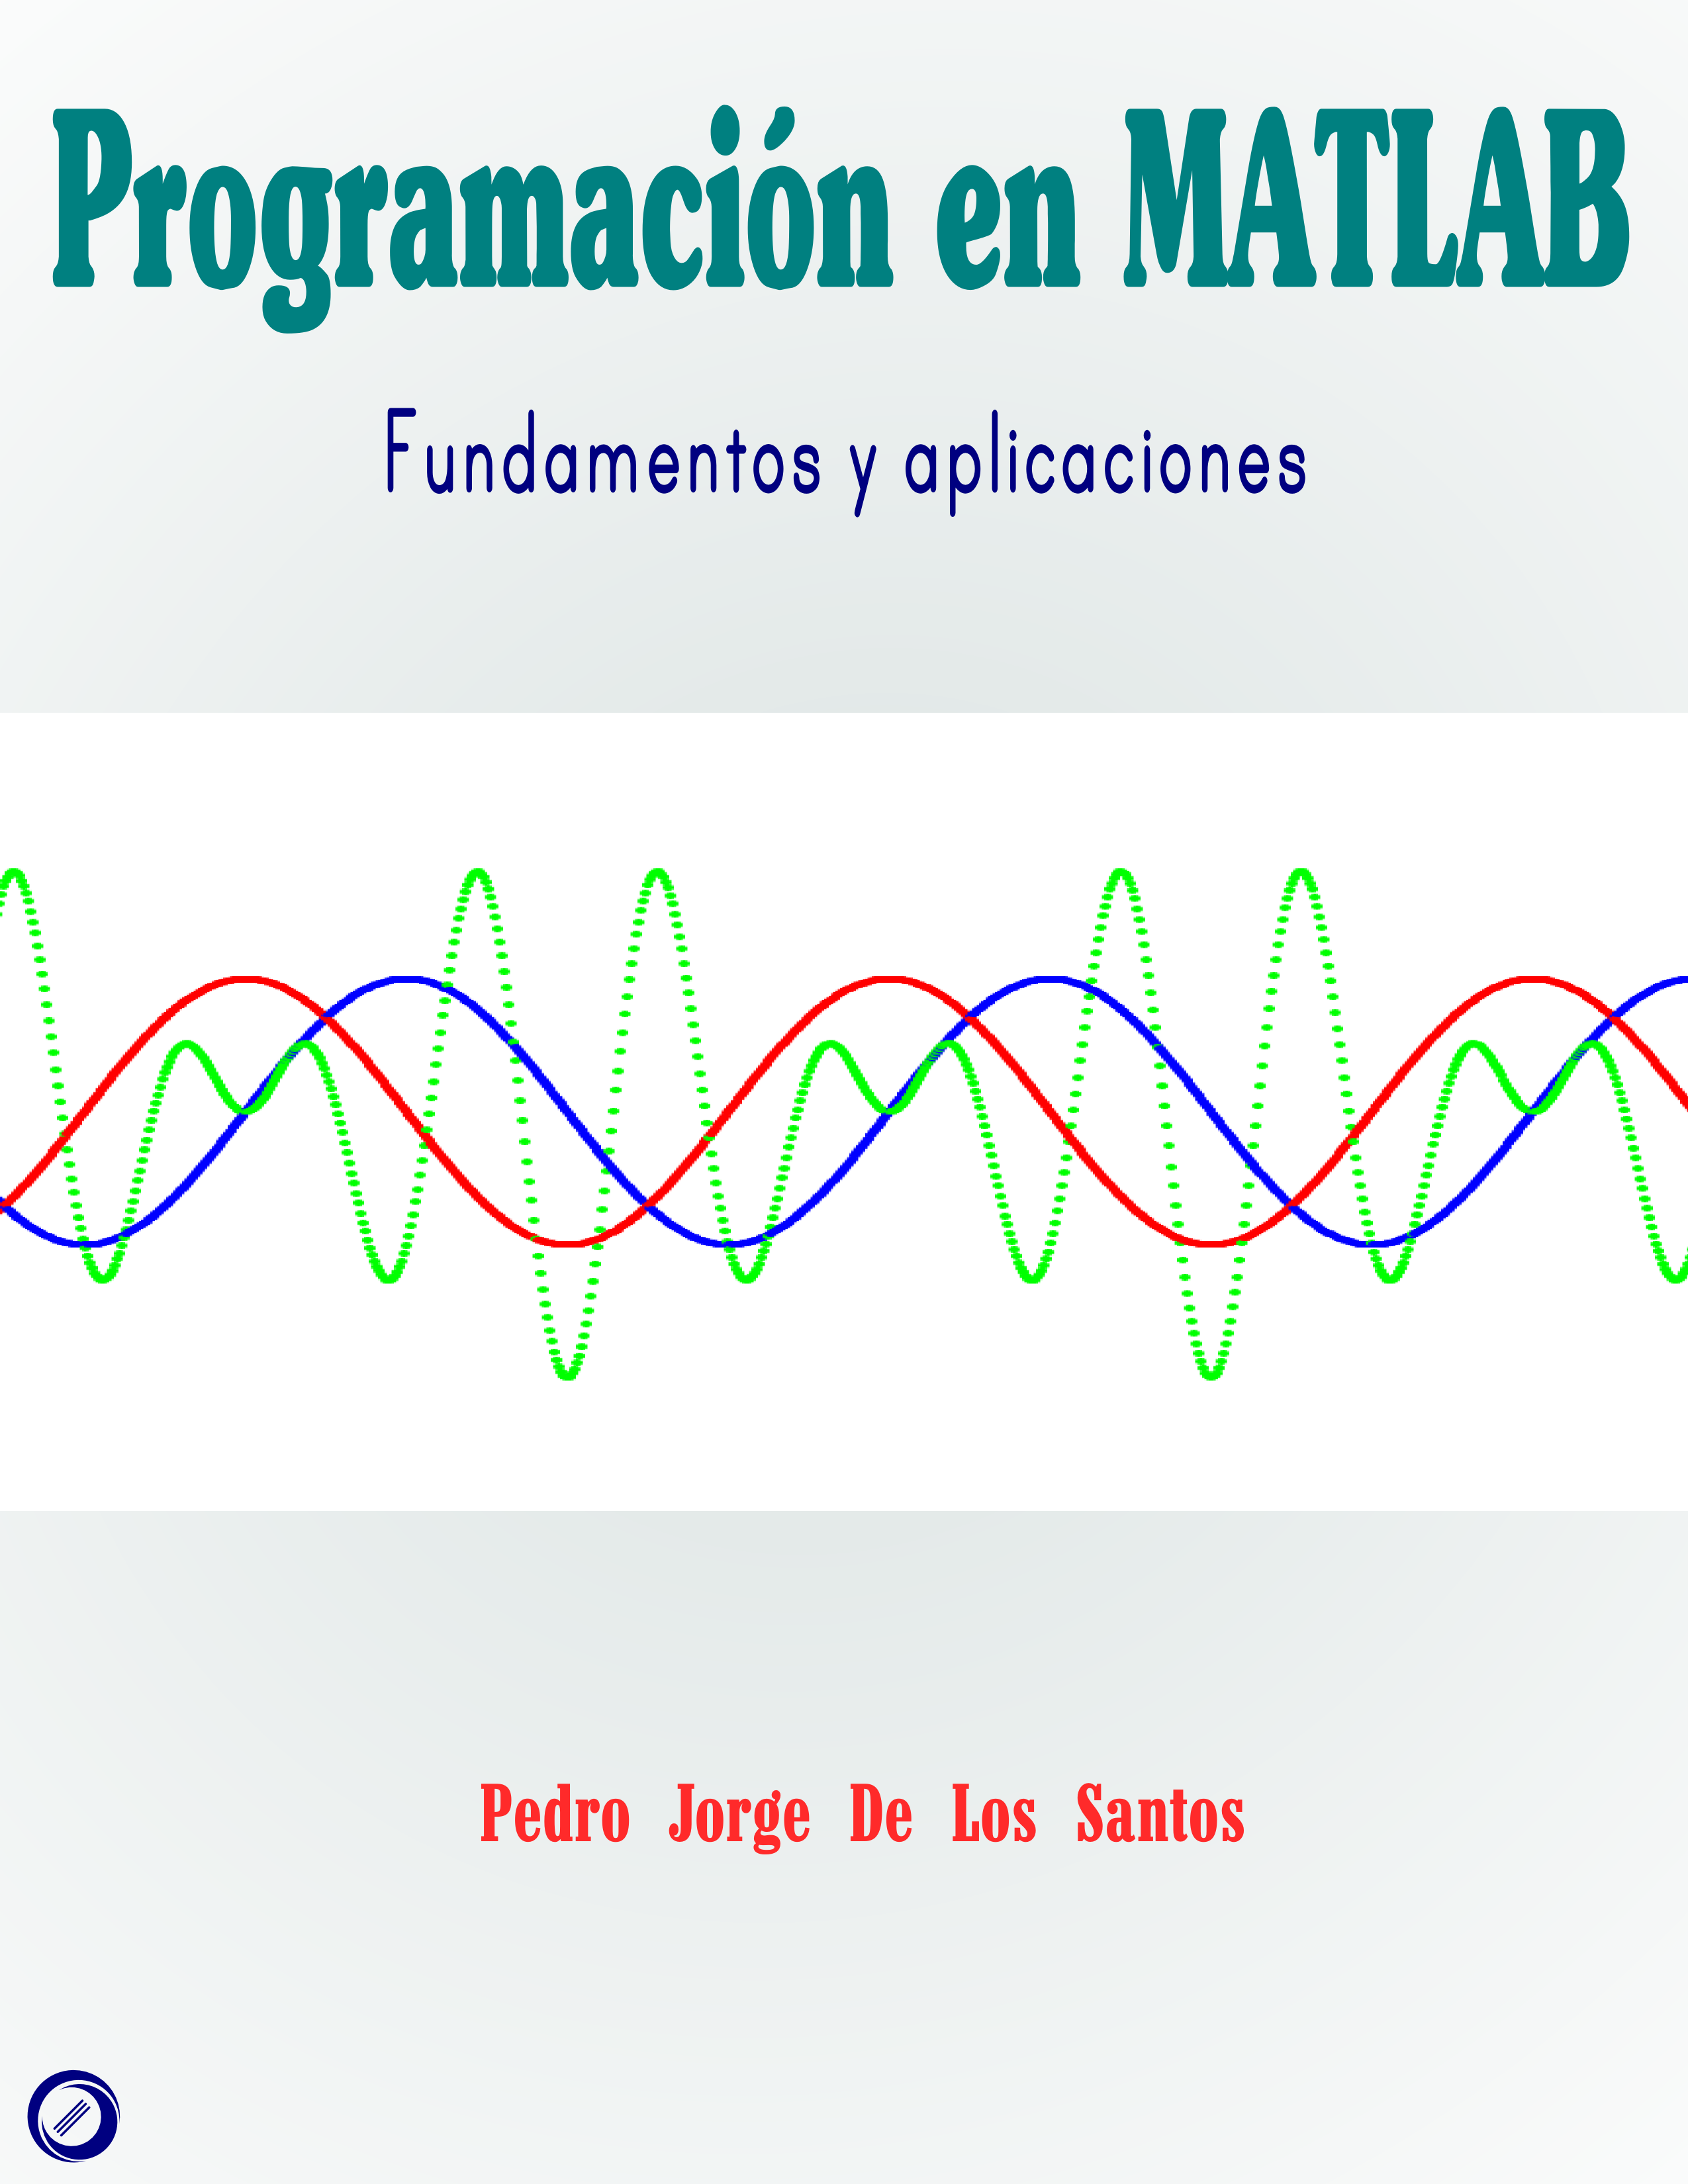 Programación en MATLAB
Fundamentos y aplicaciones
Pedro Jorge De Los Santos